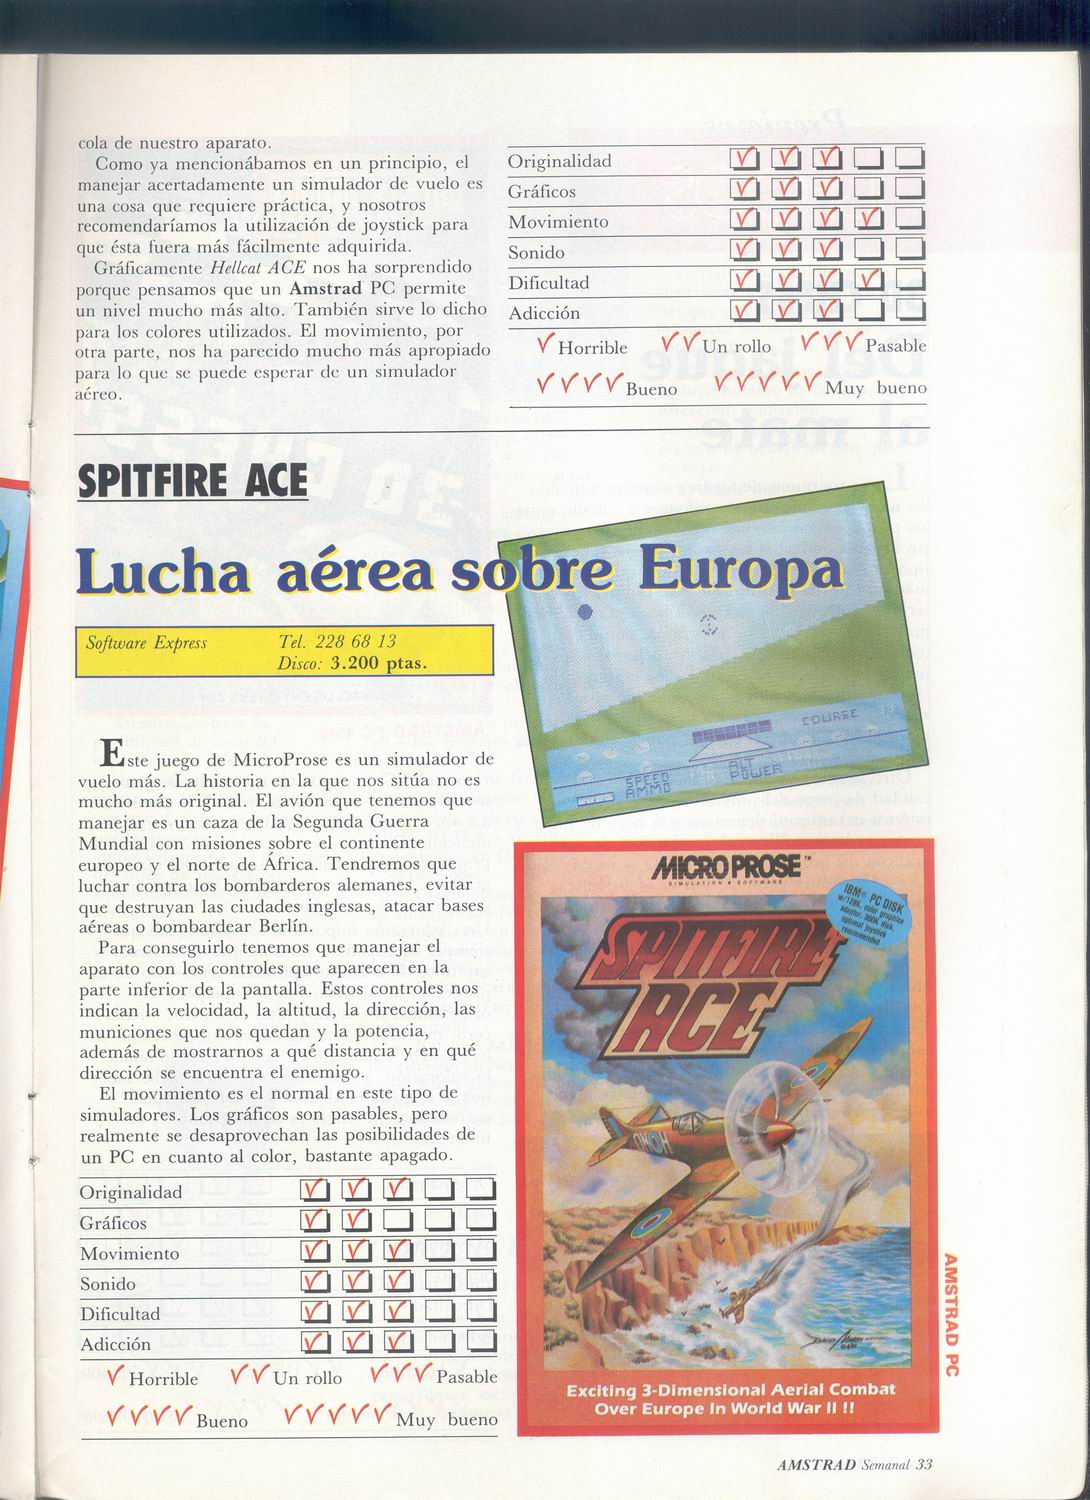 cola de nuestro aparato.
Como ya mencionábamos en un principio, el
manejar acertadamente un simulador de vuelo es
una cosa que requiere práctica, y nosotros
recomendaríamos la utilización de joystick para
que ésta fuera más fácilmente adquirida.
Gráficamente Hellcat ACE nos ha sorprendido
porque pensamos que un Amstrad PC permite
un nivel mucho más alto. También sirve lo dicho
para los colores utilizados. El movimiento, por
otra parte, nos ha parecido mucho más apropiado
para lo que se puede esperar de un simulador
aéreo.
Originalidad
Gráficos
Movimiento
Sonido
Dificultad
Adicción
Horrible Un rollo Pasable
Bueno Muy bueno
SPITFIRE ACE
Lucha aérea sobre Europa
Software Express Tel. 228 68 13
Disco: 3.200 ptas.
COURSE
SPEED ALT
AMMO POWER
Este juego de MicroProse es un simulador de
vuelo más. La historia en la que nos sitúa no es
mucho más original. El avión que tenemos que
manejar es un caza de la Segunda Guerra
Mundial con misiones sobre el continente
europeo y el norte de África. Tendremos que
luchar contra los bombarderos alemanes, evitar
que destruyan las ciudades inglesas, atacar bases
aéreas o bombardear Berlín.
Para conseguirlo tenemos que manejar el
aparato con los controles que aparecen en la
parte inferior de la pantalla. Estos controles nos
indican la velocidad, la altitud, la dirección, las
municiones que nos quedan y la potencia,
además de mostrarnos a qué distancia y en qué
dirección se encuentra el enemigo.
El movimiento es el normal en este tipo de
simuladores. Los gráficos son pasables, pero
realmente se desaprovechan las posibilidades de
un PC en cuanto al color, bastante apagado.
Originalidad
Gráficos
Movimiento
Sonido
Dificultad
Adicción
Horrible Un rollo Pasable
Bueno Muy bueno
MICROPROSE™
SIMULATION • SOFTWARE
IBM® PC DISK
w/128K, color graphics
adaptor, 360K disk,
optional joystick
recommended
SPITFIRE
ACE
Exciting 3-Dimensional Aerial Combat
Over Europe In World War II !!
AMSTRAD PC
AMSTRAD Semanal 33